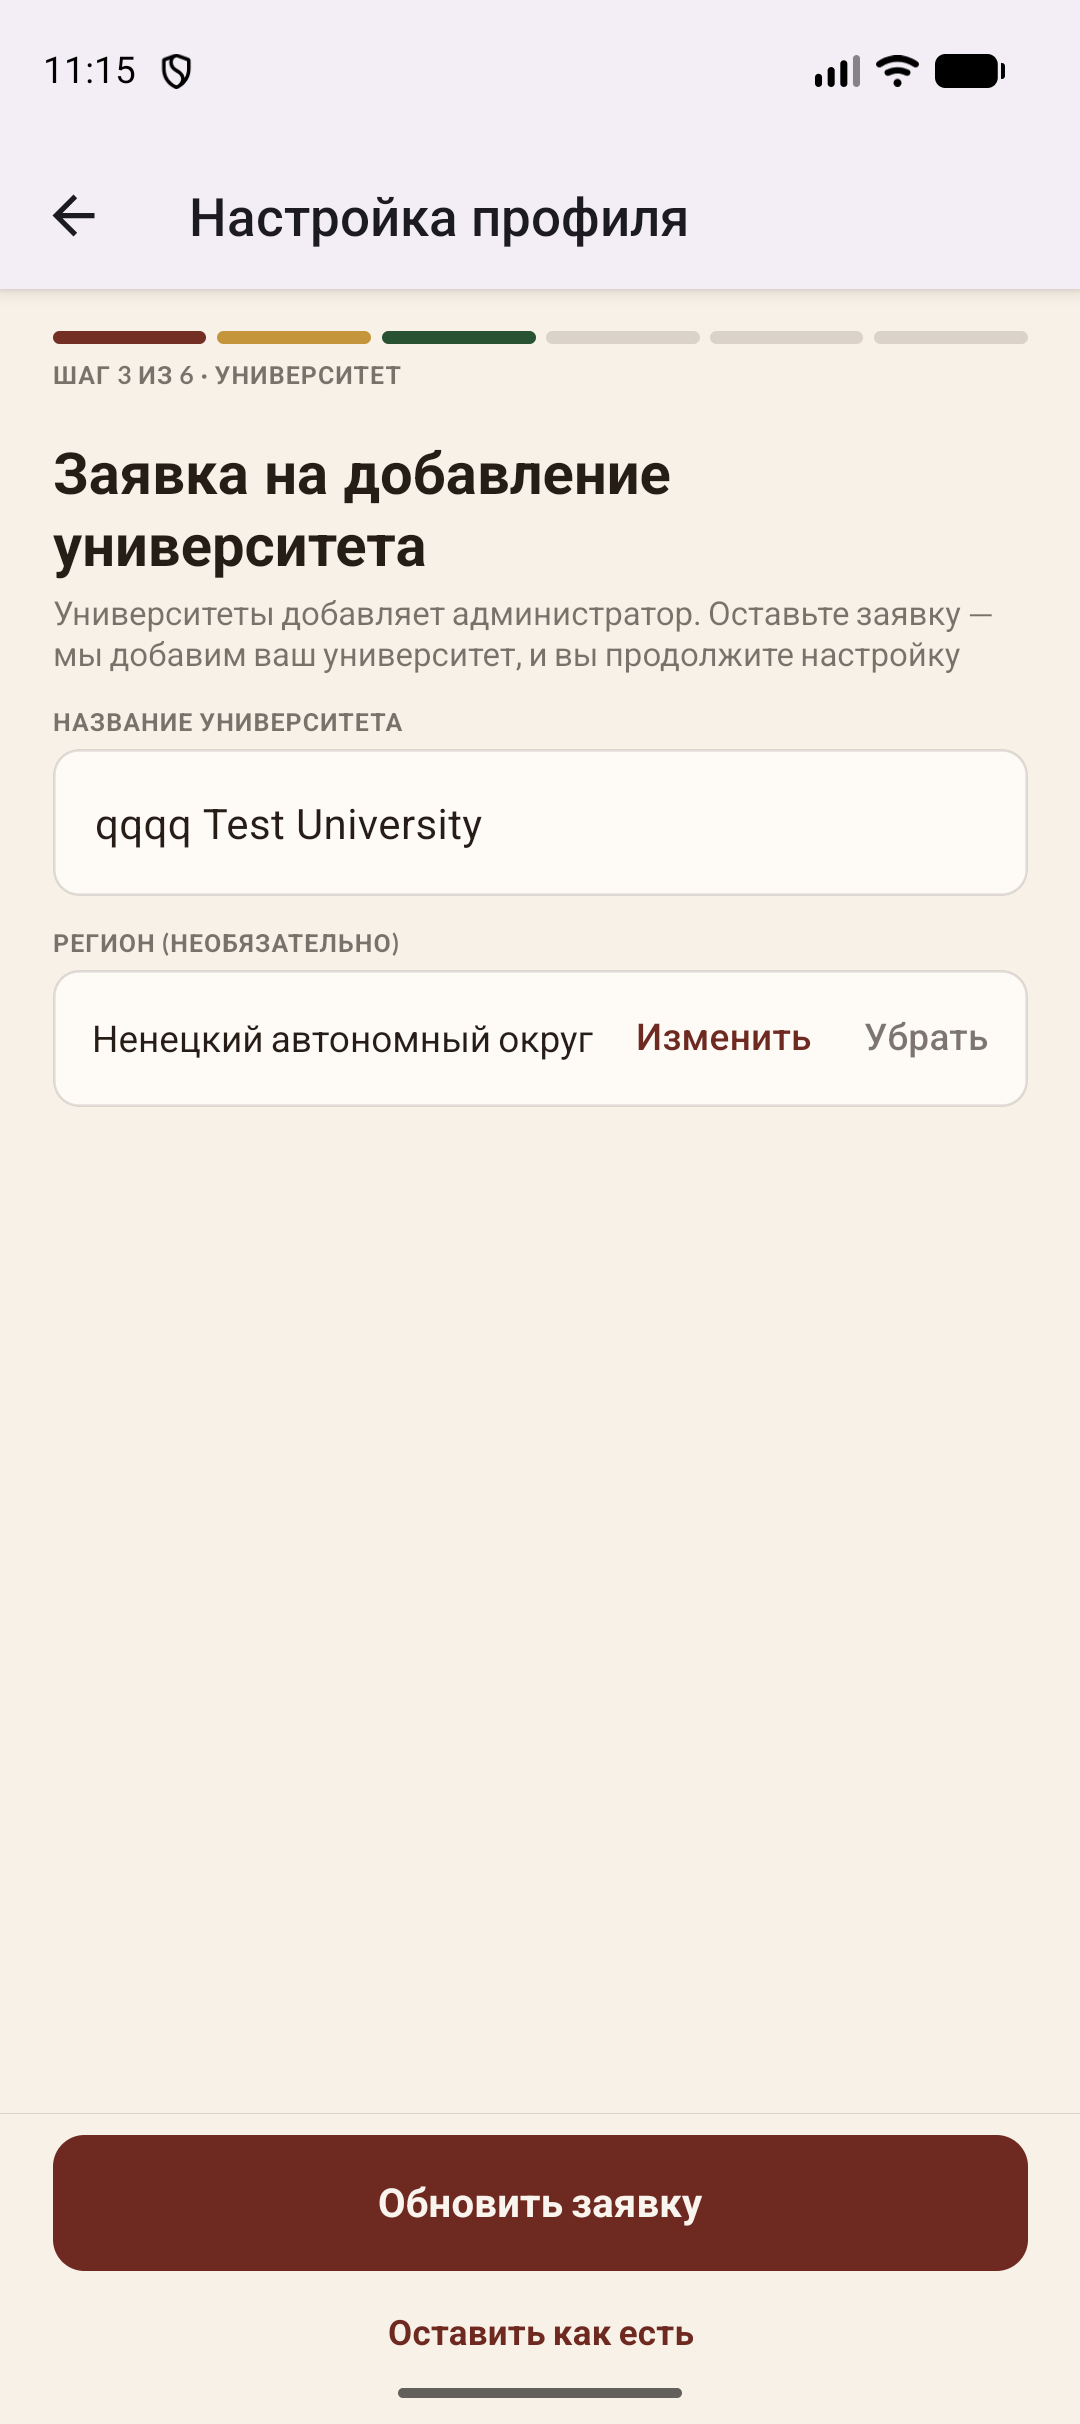 11:15
Настройка профиля
ШАГ 3 ИЗ 6 · УНИВЕРСИТЕТ
Заявка на добавление
университета
Университеты добавляет администратор. Оставьте заявку —
мы добавим ваш университет, и вы продолжите настройку
НАЗВАНИЕ УНИВЕРСИТЕТА
qqqq Test University
РЕГИОН (НЕОБЯЗАТЕЛЬНО)
Ненецкий автономный округ Изменить Убрать
Обновить заявку
Оставить как есть